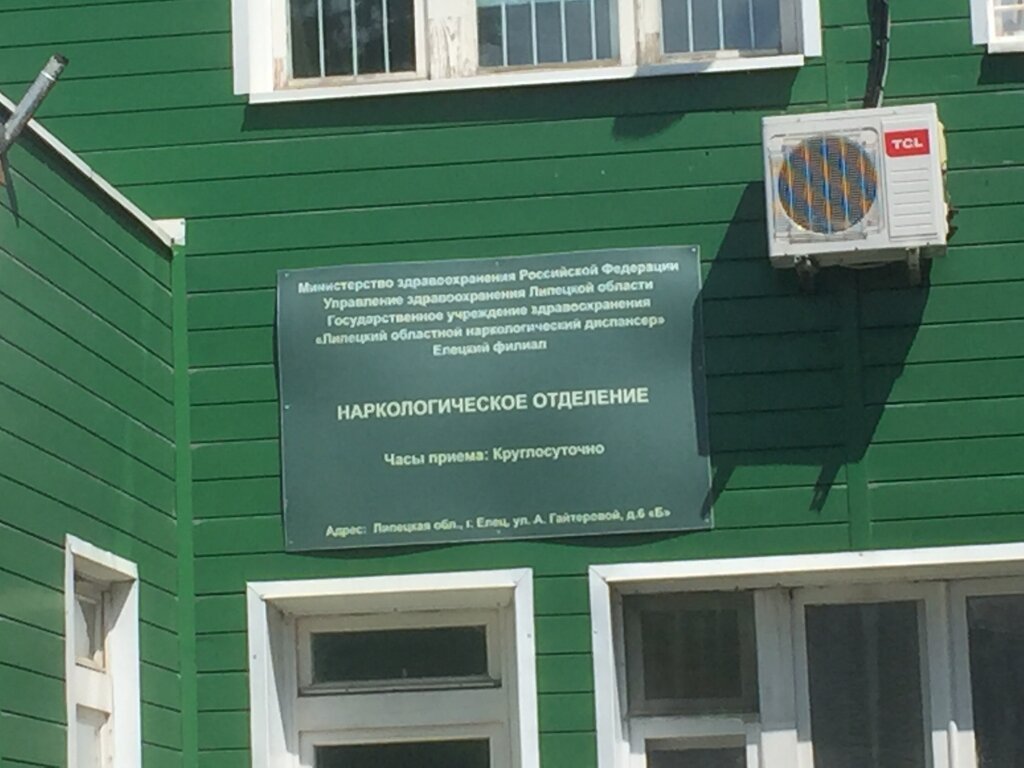 TCL
Министерство здравоохранения Российской Федерации
Управление здравоохранения Липецкой области
Государственное учреждение здравоохранения
«Липецкий областной наркологический диспансер»
Елецкий филиал
НАРКОЛОГИЧЕСКОЕ ОТДЕЛЕНИЕ
Часы приема: Круглосуточно
Адрес: Липецкая обл., г. Елец, ул. А. Гайтеровой, д.6 «Б»